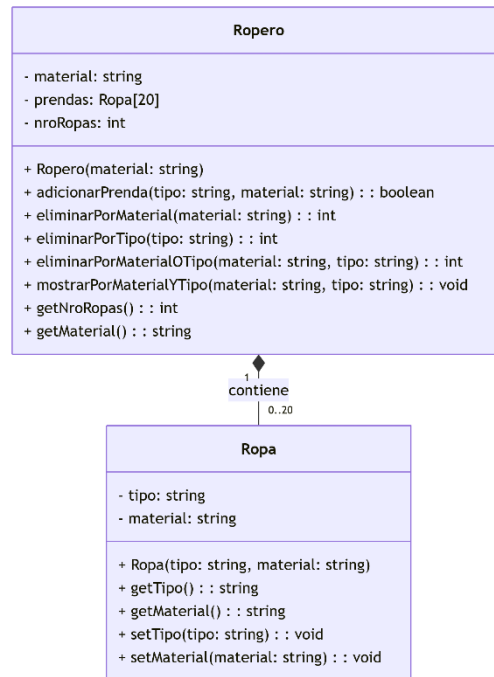 Ropero
- material: string
- prendas: Ropa[20]
- nroRopas: int
+ Ropero(material: string)
+ adicionarPrenda(tipo: string, material: string) : : boolean
+ eliminarPorMaterial(material: string) : : int
+ eliminarPorTipo(tipo: string) : : int
+ eliminarPorMaterialOTipo(material: string, tipo: string) : : int
+ mostrarPorMaterialYTipo(material: string, tipo: string) : : void
+ getNroRopas() : : int
+ getMaterial() : : string
1
contiene
0..20
Ropa
- tipo: string
- material: string
+ Ropa(tipo: string, material: string)
+ getTipo() : : string
+ getMaterial() : : string
+ setTipo(tipo: string) : : void
+ setMaterial(material: string) : : void